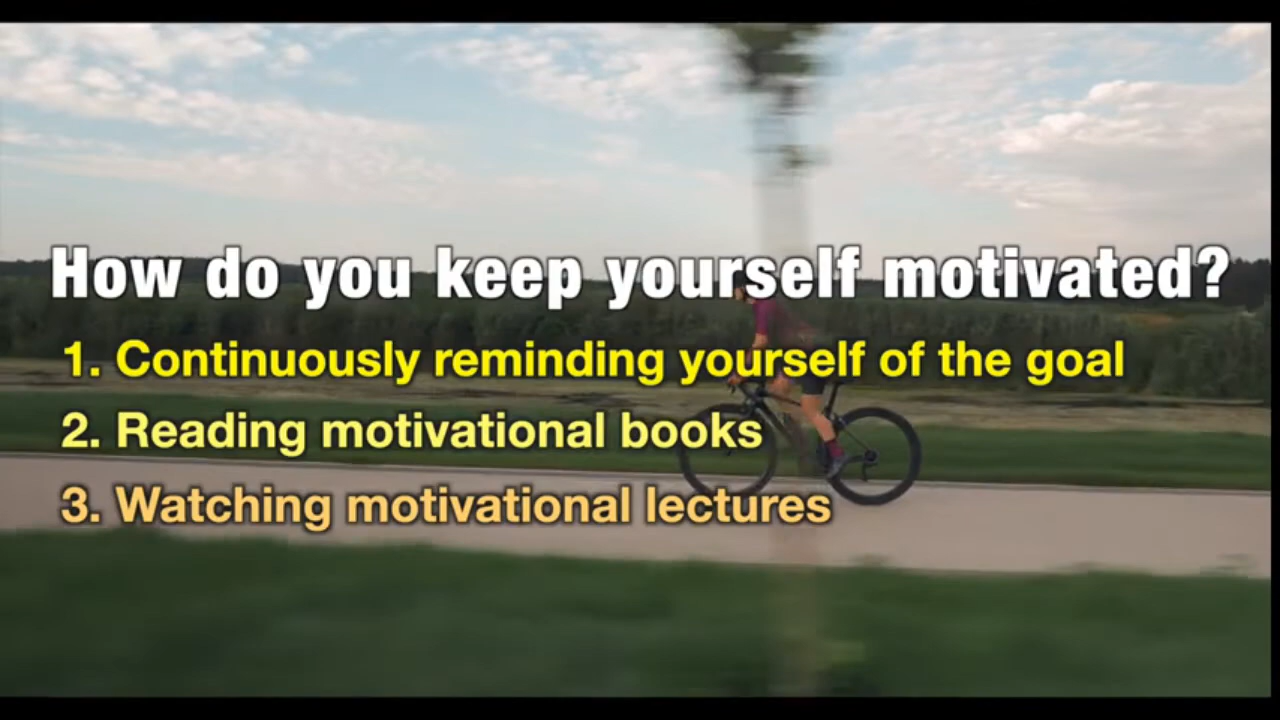 How do you keep yourself motivated?
1. Continuously reminding yourself of the goal
2. Reading motivational books
3. Watching motivational lectures